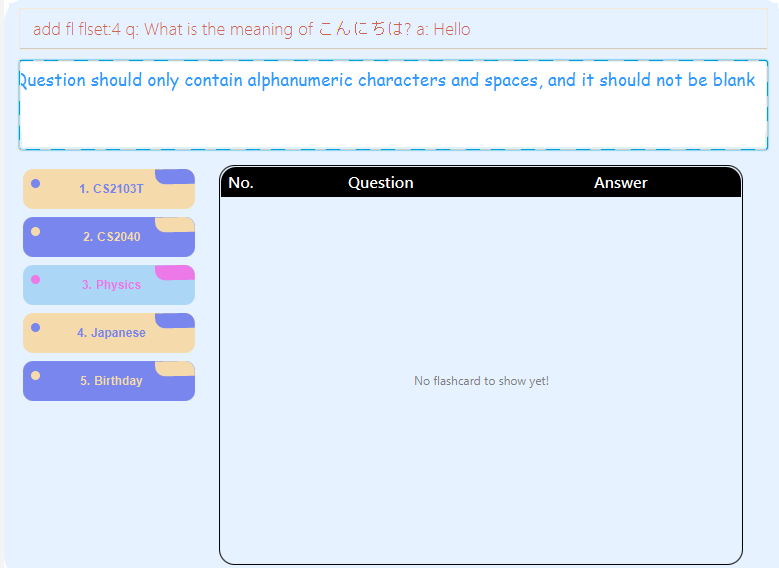 add fl flset:4 q: What is the meaning of こんにちは? a: Hello
Question should only contain alphanumeric characters and spaces, and it should not be blank
1. CS2103T
2. CS2040
3. Physics
4. Japanese
5. Birthday
No. Question Answer
No flashcard to show yet!